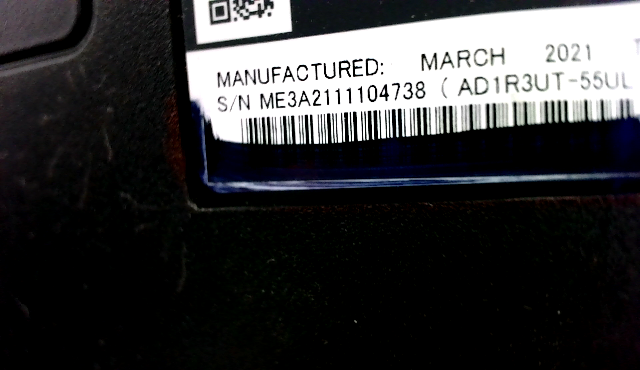 MANUFACTURED: MARCH 2021
S/N ME3A2111104738 ( AD1R3UT-55UL